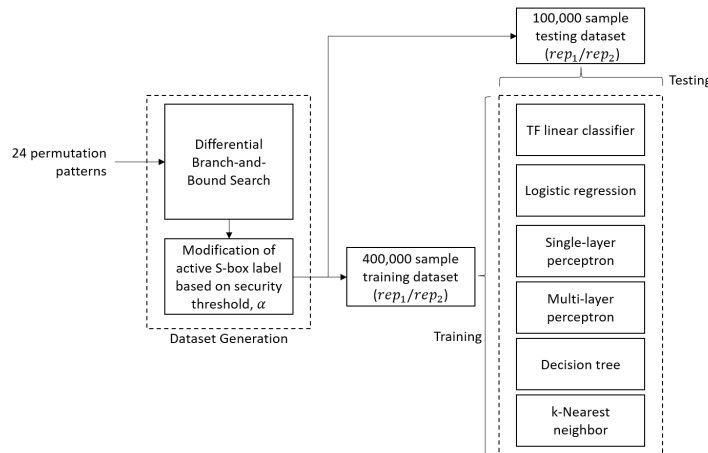 100,000 sample
testing dataset
(rep₁/rep₂)
Testing
24 permutation
patterns
Differential
Branch-and-
Bound Search
Modification of
active S-box label
based on security
threshold, α
Dataset Generation
400,000 sample
training dataset
(rep₁/rep₂)
Training
TF linear classifier
Logistic regression
Single-layer
perceptron
Multi-layer
perceptron
Decision tree
k-Nearest
neighbor